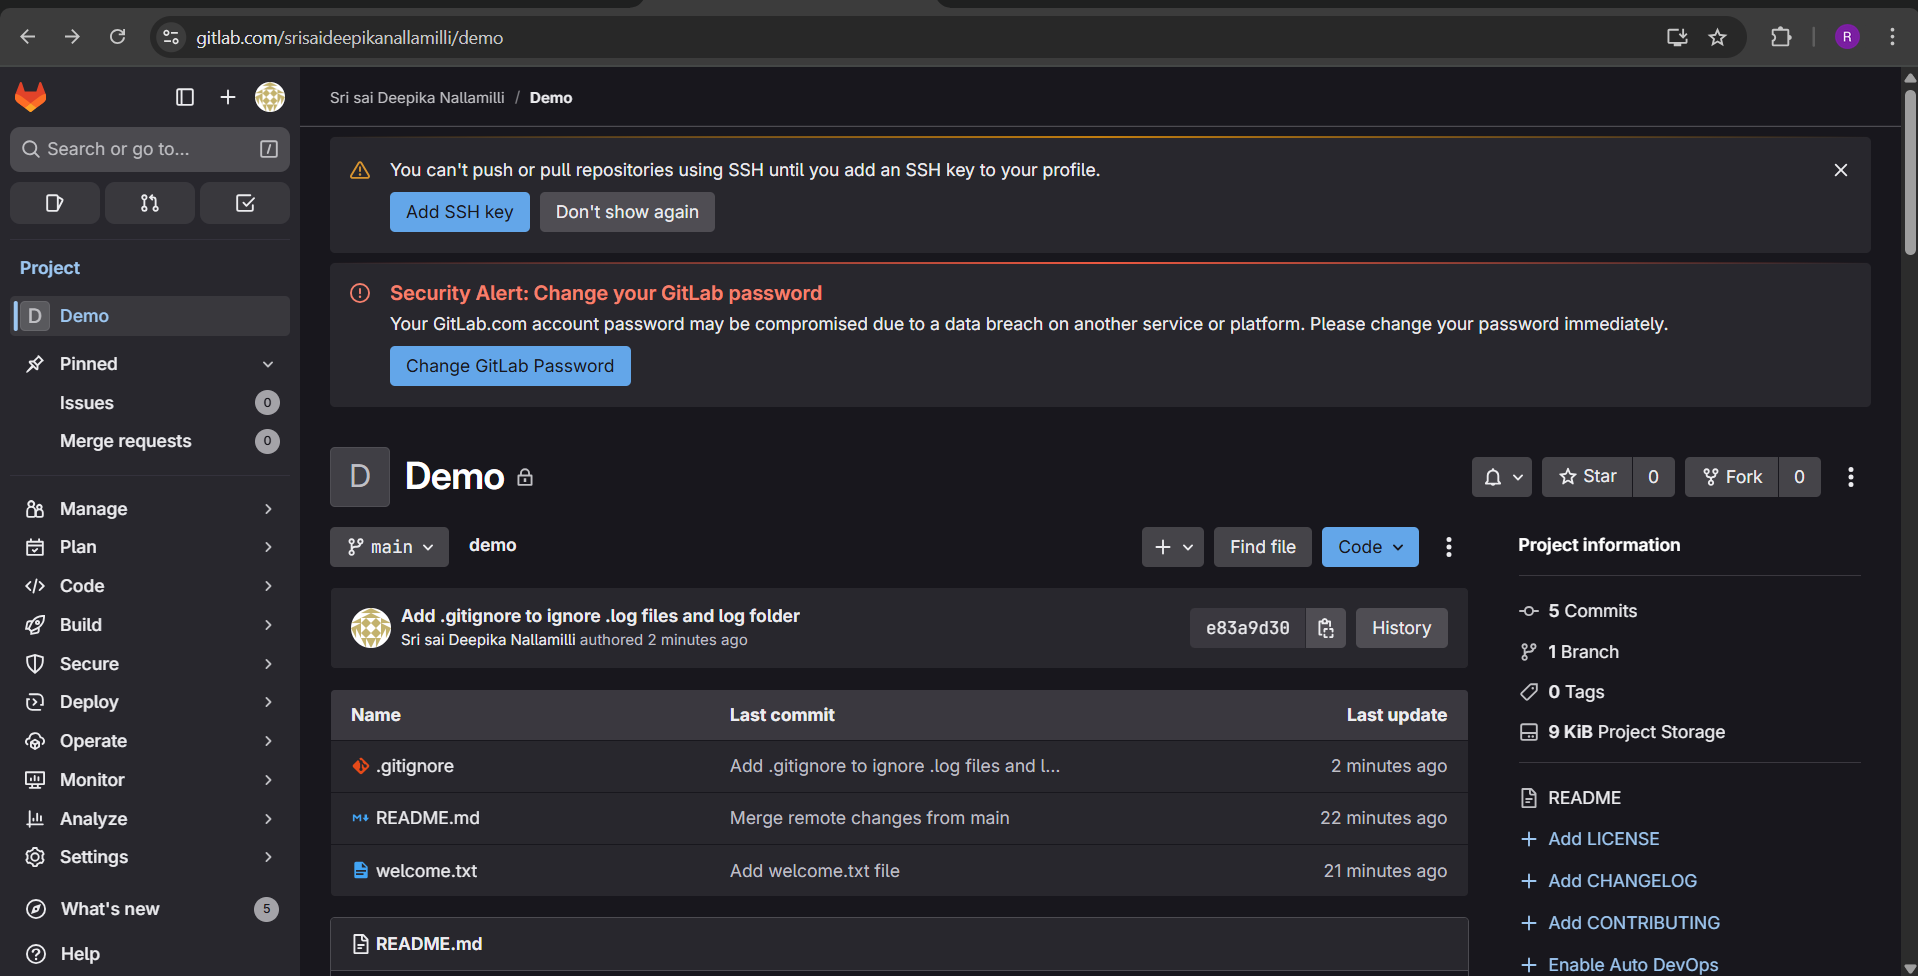 gitlab.com/srisaideepikanallamilli/demo
R
Search or go to...
/
Project
D Demo
Pinned
Issues 0
Merge requests 0
Manage
Plan
Code
Build
Secure
Deploy
Operate
Monitor
Analyze
Settings
What's new 5
Help
Sri sai Deepika Nallamilli / Demo
You can't push or pull repositories using SSH until you add an SSH key to your profile.
Add SSH key Don't show again
Security Alert: Change your GitLab password
Your GitLab.com account password may be compromised due to a data breach on another service or platform. Please change your password immediately.
Change GitLab Password
D Demo
Star 0 Fork 0
main demo
Find file Code
Add .gitignore to ignore .log files and log folder
Sri sai Deepika Nallamilli authored 2 minutes ago
e83a9d30 History
Name Last commit Last update
.gitignore Add .gitignore to ignore .log files and l... 2 minutes ago
README.md Merge remote changes from main 22 minutes ago
welcome.txt Add welcome.txt file 21 minutes ago
README.md
Project information
5 Commits
1 Branch
0 Tags
9 KiB Project Storage
README
Add LICENSE
Add CHANGELOG
Add CONTRIBUTING
Enable Auto DevOps